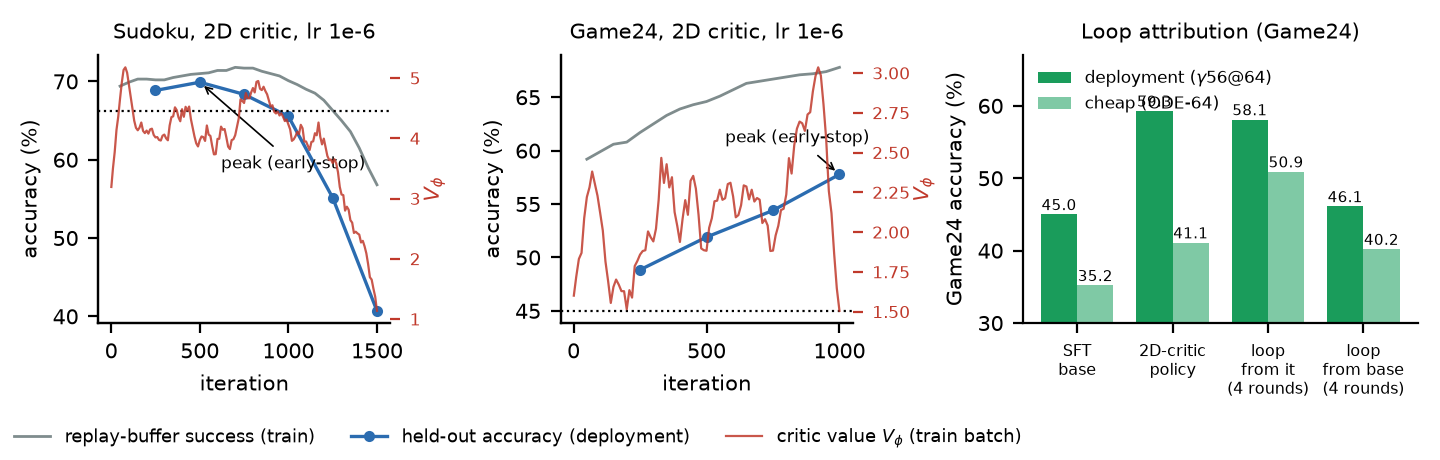 Sudoku, 2D critic, lr 1e-6
accuracy (%)
70
60
50
40
5
4
3
2
1
Vϕ
peak (early-stop)
0
500
1000
1500
iteration
Game24, 2D critic, lr 1e-6
accuracy (%)
65
60
55
50
45
3.00
2.75
2.50
2.25
2.00
1.75
1.50
Vϕ
peak (early-stop)
0
500
1000
iteration
Loop attribution (Game24)
Game24 accuracy (%)
60
50
40
30
deployment (γ56@64)
cheap (ODE-64)
45.0
35.2
41.1
58.1
50.9
46.1
40.2
SFT
base
2D-critic
policy
loop
from it
(4 rounds)
loop
from base
(4 rounds)
replay-buffer success (train)
held-out accuracy (deployment)
critic value Vϕ (train batch)